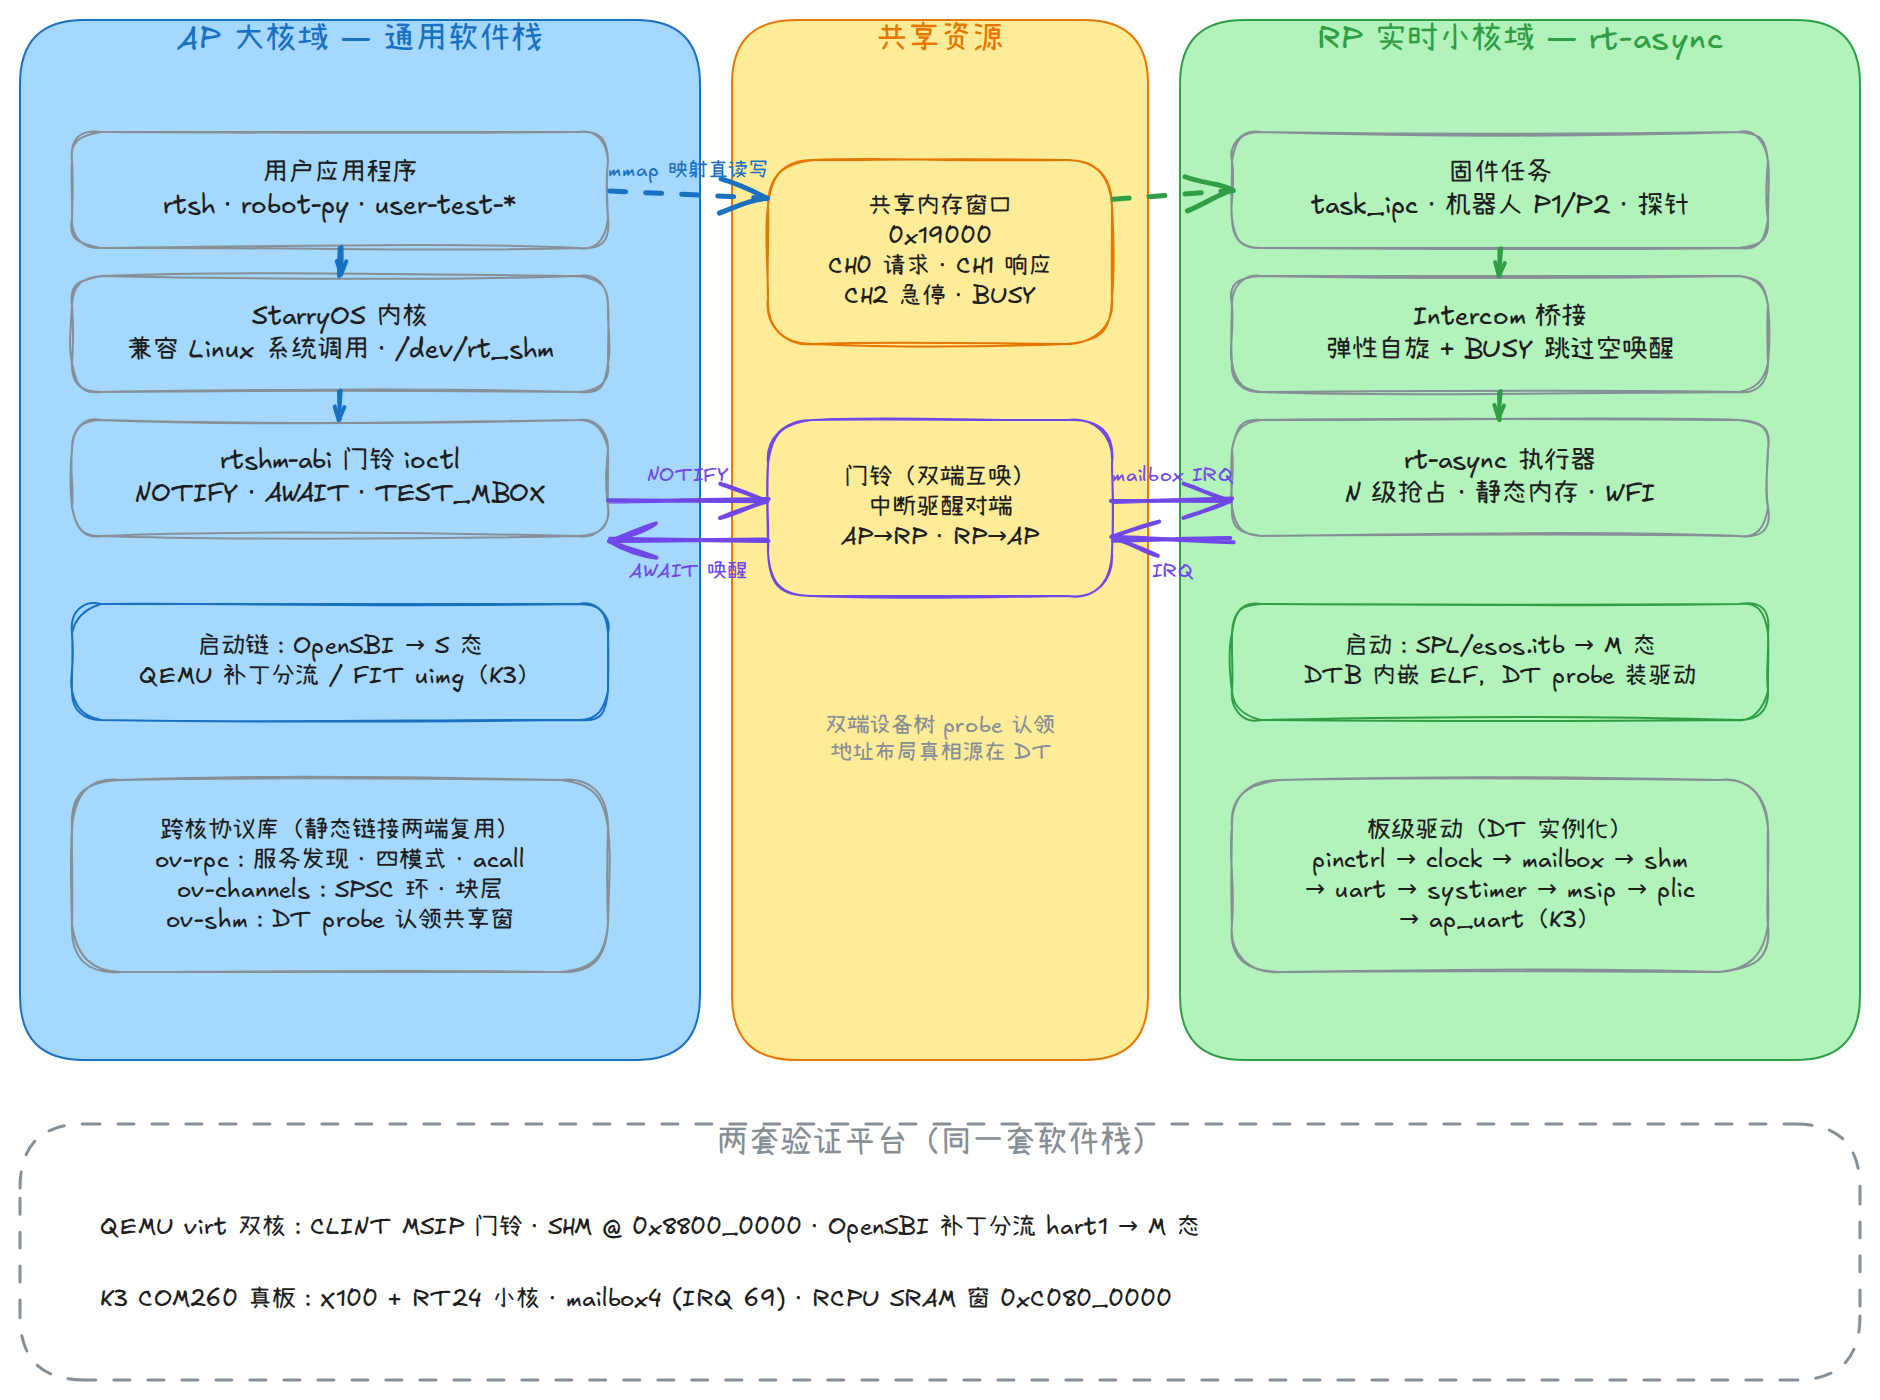 AP 大核域 — 通用软件栈
用户应用程序
rtsh · robot-py · user-test-*
StarryOS 内核
兼容 Linux 系统调用 · /dev/rt_shm
rtshm-abi 门铃 ioctl
NOTIFY · AWAIT · TEST_MBOX
启动链：OpenSBI → S 态
QEMU 补丁分流 / FIT uimg（K3）
跨核协议库（静态链接两端复用）
ov-rpc：服务发现 · 四模式 · acall
ov-channels：SPSC 环 · 块层
ov-shm：DT probe 认领共享窗
mmap 映射直读写
NOTIFY
AWAIT 唤醒
共享资源
共享内存窗口
0x19000
CH0 请求 · CH1 响应
CH2 急停 · BUSY
门铃（双端互唤）
中断驱醒对端
AP→RP · RP→AP
双端设备树 probe 认领
地址布局真相源在 DT
mailbox IRQ
IRQ
RP 实时小核域 — rt-async
固件任务
task_ipc · 机器人 P1/P2 · 探针
Intercom 桥接
弹性自旋 + BUSY 跳过空唤醒
rt-async 执行器
N 级抢占 · 静态内存 · WFI
启动：SPL/esos.itb → M 态
DTB 内嵌 ELF，DT probe 装驱动
板级驱动（DT 实例化）
pinctrl → clock → mailbox → shm
→ uart → systimer → msip → plic
→ ap_uart（K3）
两套验证平台（同一套软件栈）
QEMU virt 双核：CLINT MSIP 门铃 · SHM @ 0x8800_0000 · OpenSBI 补丁分流 hart1 → M 态
K3 COM260 真板：X100 + RT24 小核 · mailbox4 (IRQ 69) · RCPU SRAM 窗 0xC080_0000